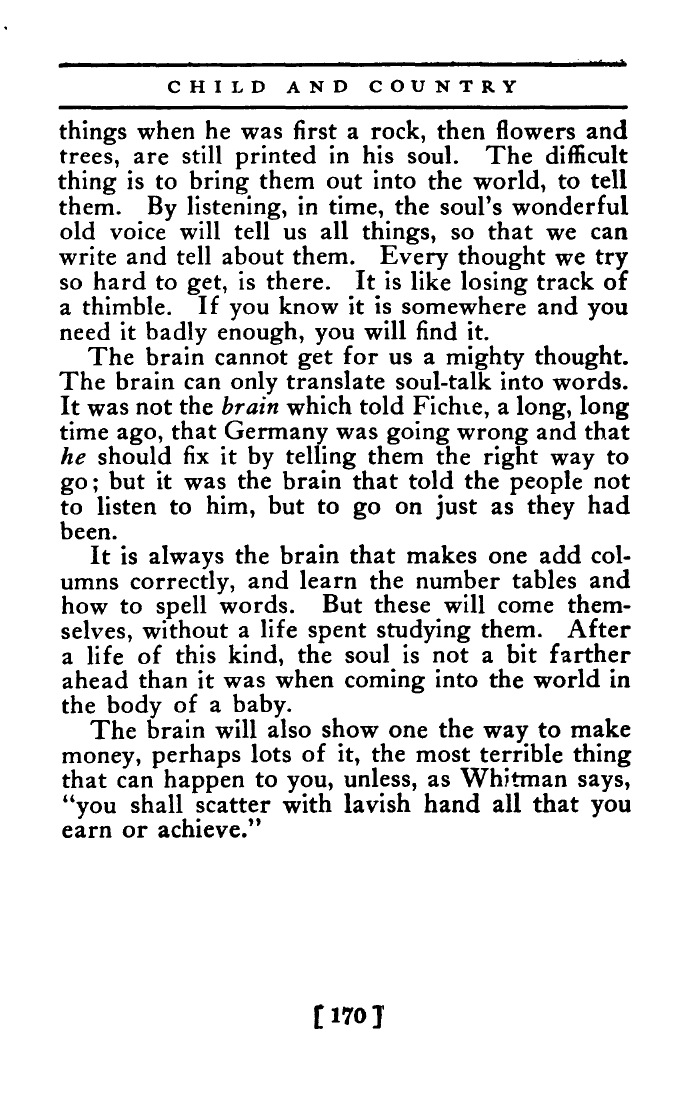 CHILD AND COUNTRY
things when he was first a rock, then flowers and
trees, are still printed in his soul. The difficult
thing is to bring them out into the world, to tell
them. By listening, in time, the soul's wonderful
old voice will tell us all things, so that we can
write and tell about them. Every thought we try
so hard to get, is there. It is like losing track of
a thimble. If you know it is somewhere and you
need it badly enough, you will find it.
The brain cannot get for us a mighty thought.
The brain can only translate soul-talk into words.
It was not the brain which told Fichte, a long, long
time ago, that Germany was going wrong and that
he should fix it by telling them the right way to
go; but it was the brain that told the people not
to listen to him, but to go on just as they had
been.
It is always the brain that makes one add col-
umns correctly, and learn the number tables and
how to spell words. But these will come them-
selves, without a life spent studying them. After
a life of this kind, the soul is not a bit farther
ahead than it was when coming into the world in
the body of a baby.
The brain will also show one the way to make
money, perhaps lots of it, the most terrible thing
that can happen to you, unless, as Whitman says,
"you shall scatter with lavish hand all that you
earn or achieve."
[170]